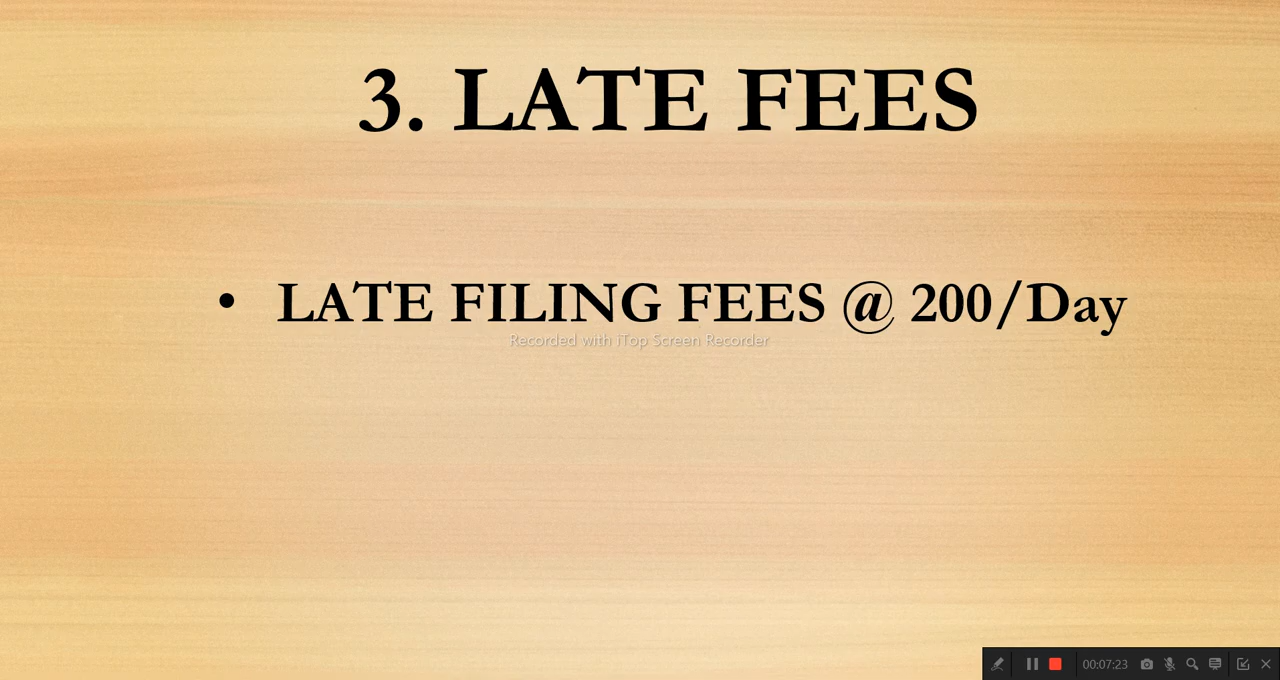 3. LATE FEES
• LATE FILING FEES @ 200/Day
Recorded with iTop Screen Recorder
00:07:23